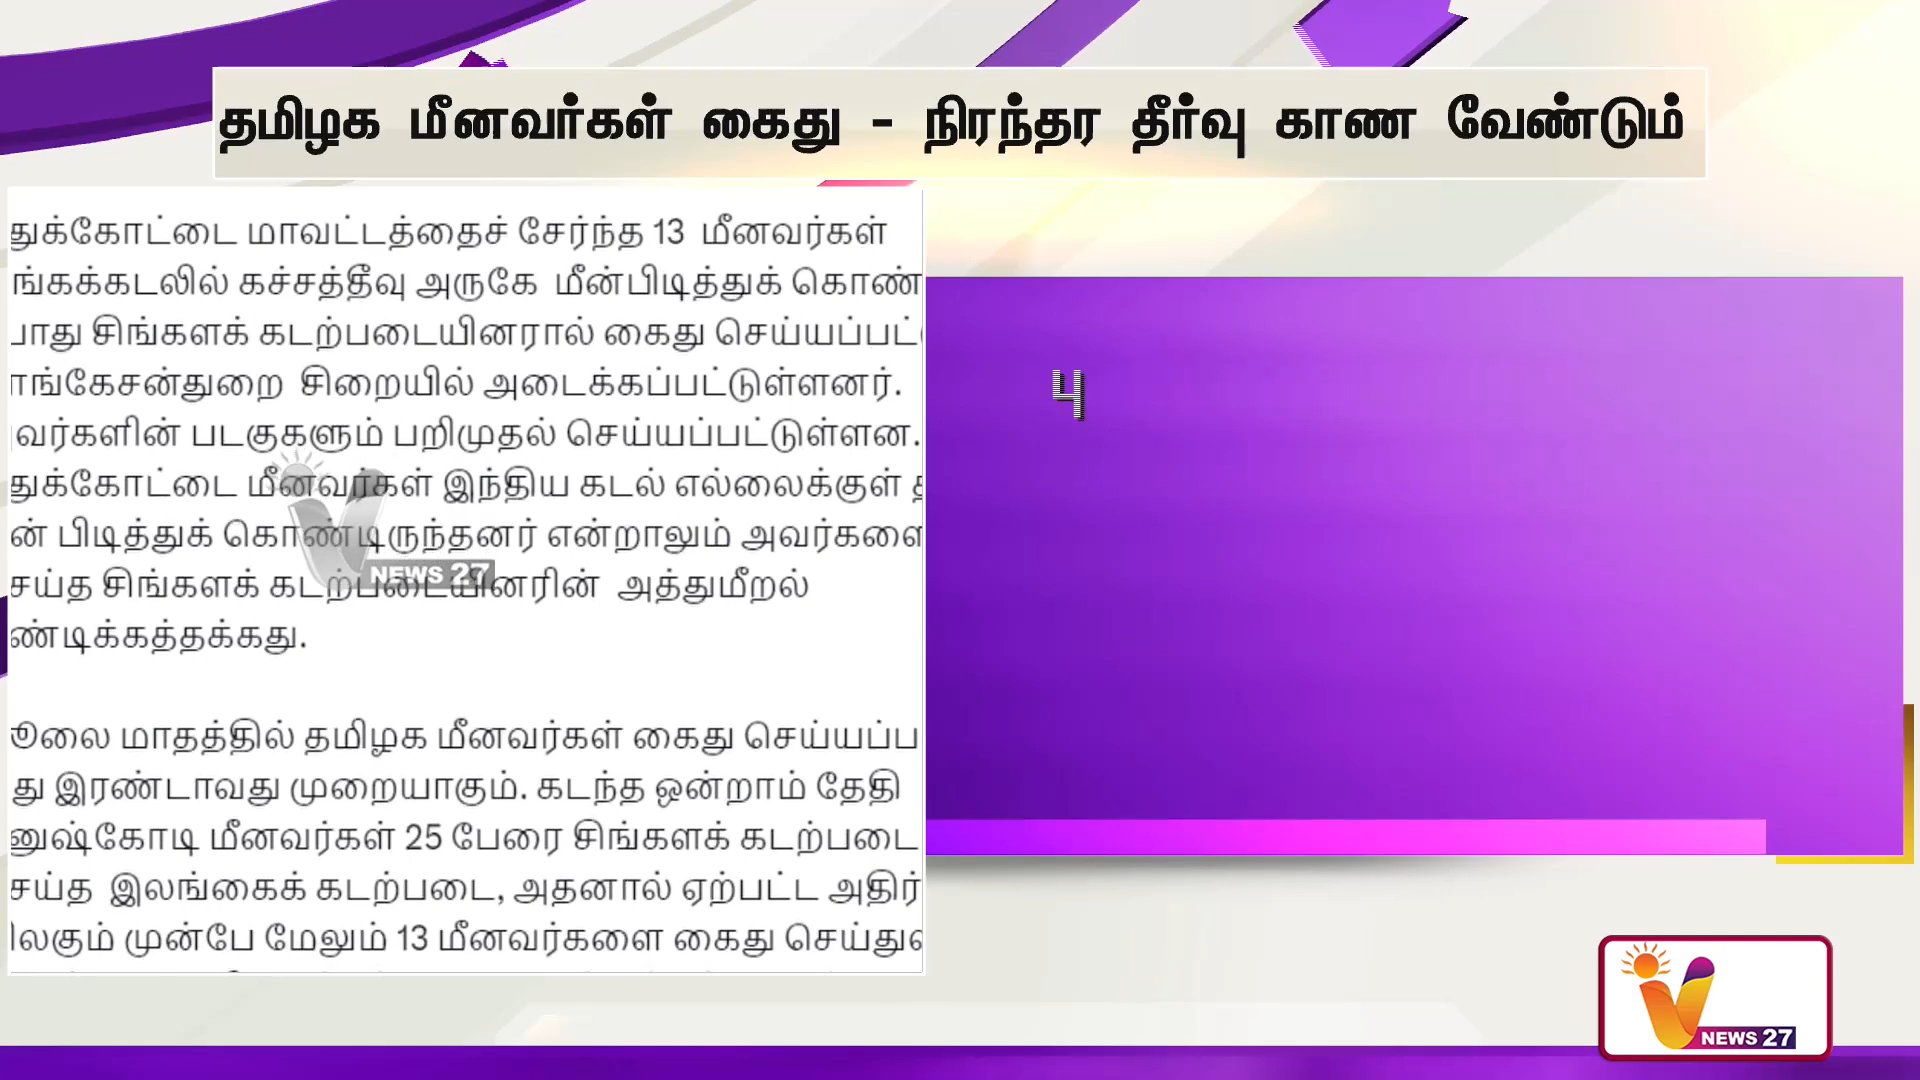 தமிழக மீனவர்கள் கைது - நிரந்தர தீர்வு காண வேண்டும்
துக்கோட்டை மாவட்டத்தைச் சேர்ந்த 13 மீனவர்கள்
ங்கக்கடலில் கச்சத்தீவு அருகே மீன்பிடித்துக் கொண்
பாது சிங்களக் கடற்படையினரால் கைது செய்யப்பட்
ாங்கேசன்துறை சிறையில் அடைக்கப்பட்டுள்ளனர்.
வர்களின் படகுகளும் பறிமுதல் செய்யப்பட்டுள்ளன.
துக்கோட்டை மீனவர்கள் இந்திய கடல் எல்லைக்குள்
ன் பிடித்துக் கொண்டிருந்தனர் என்றாலும் அவர்களை
சய்த சிங்களக் கடற்படையினரின் அத்துமீறல்
ண்டிக்கத்தக்கது.
ூலை மாதத்தில் தமிழக மீனவர்கள் கைது செய்யப்ப
து இரண்டாவது முறையாகும். கடந்த ஒன்றாம் தேதி
னுஷ்கோடி மீனவர்கள் 25 பேரை சிங்களக் கடற்படை
சய்த இலங்கைக் கடற்படை, அதனால் ஏற்பட்ட அதிர்
லகும் முன்பே மேலும் 13 மீனவர்களை கைது செய்து
பு
NEWS 27
NEWS 27